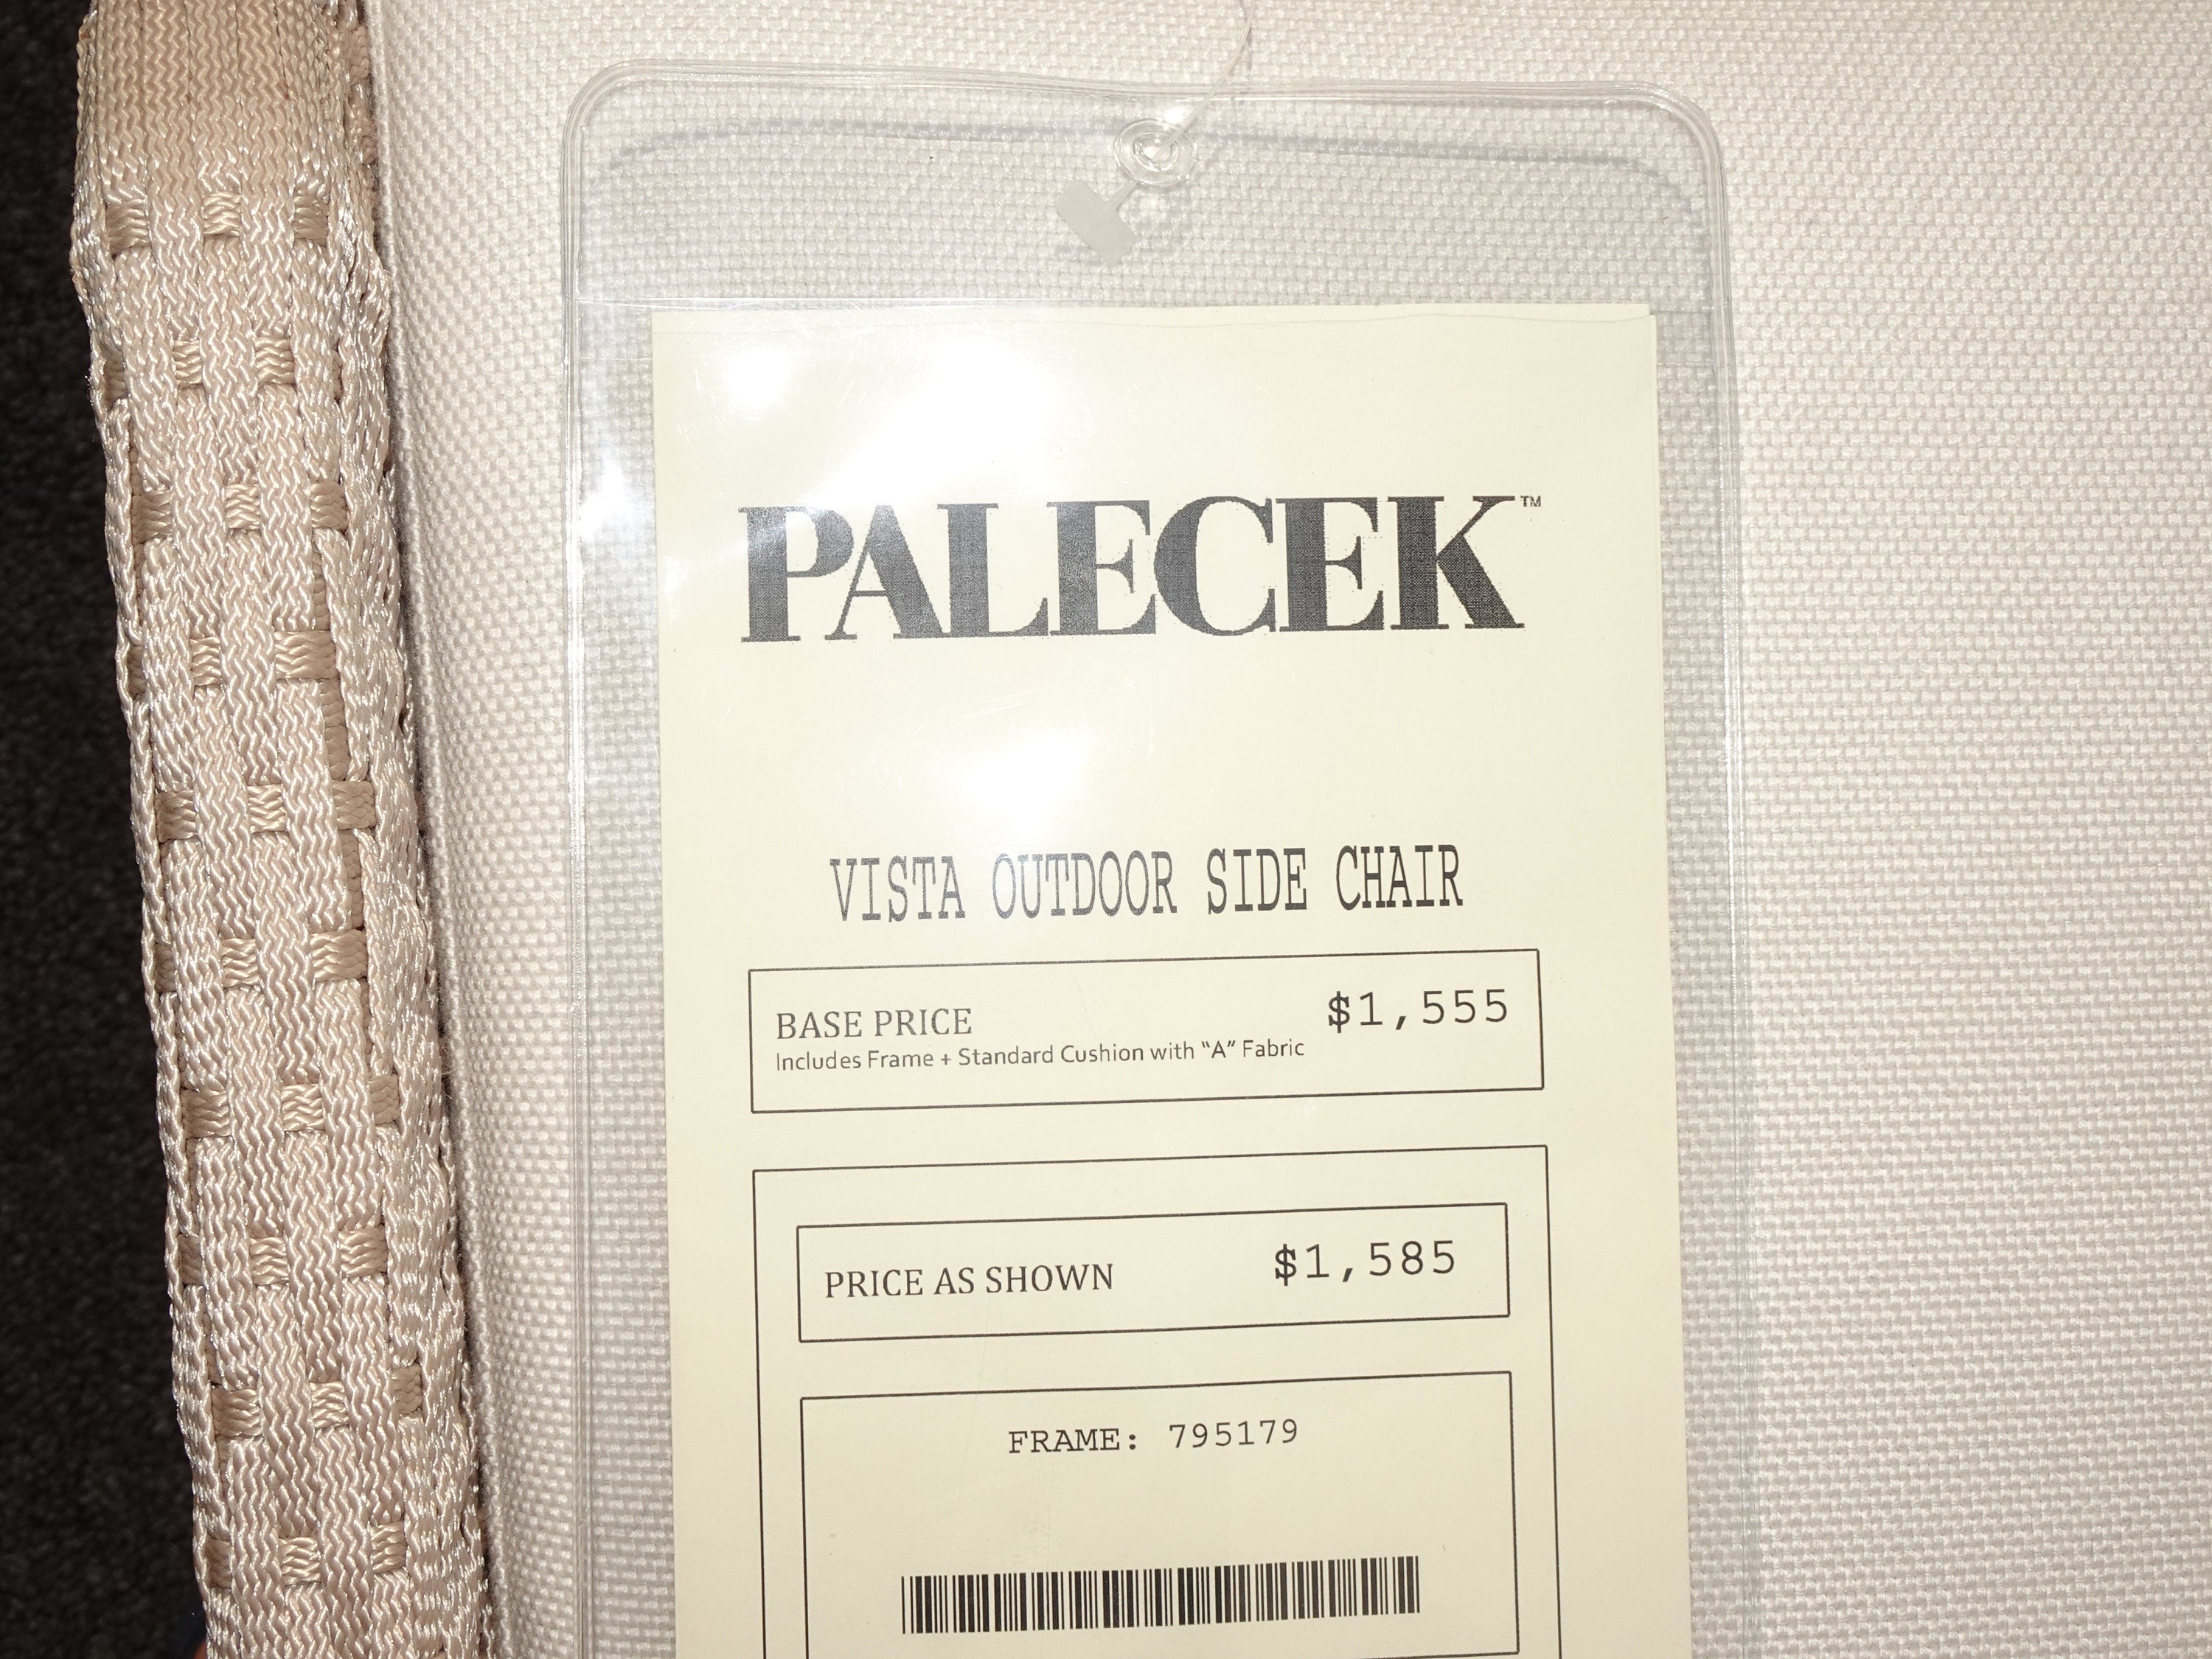 PALECEK™
VISTA OUTDOOR SIDE CHAIR
BASE PRICE $1,555
Includes Frame + Standard Cushion with “A” Fabric
PRICE AS SHOWN $1,585
FRAME: 795179